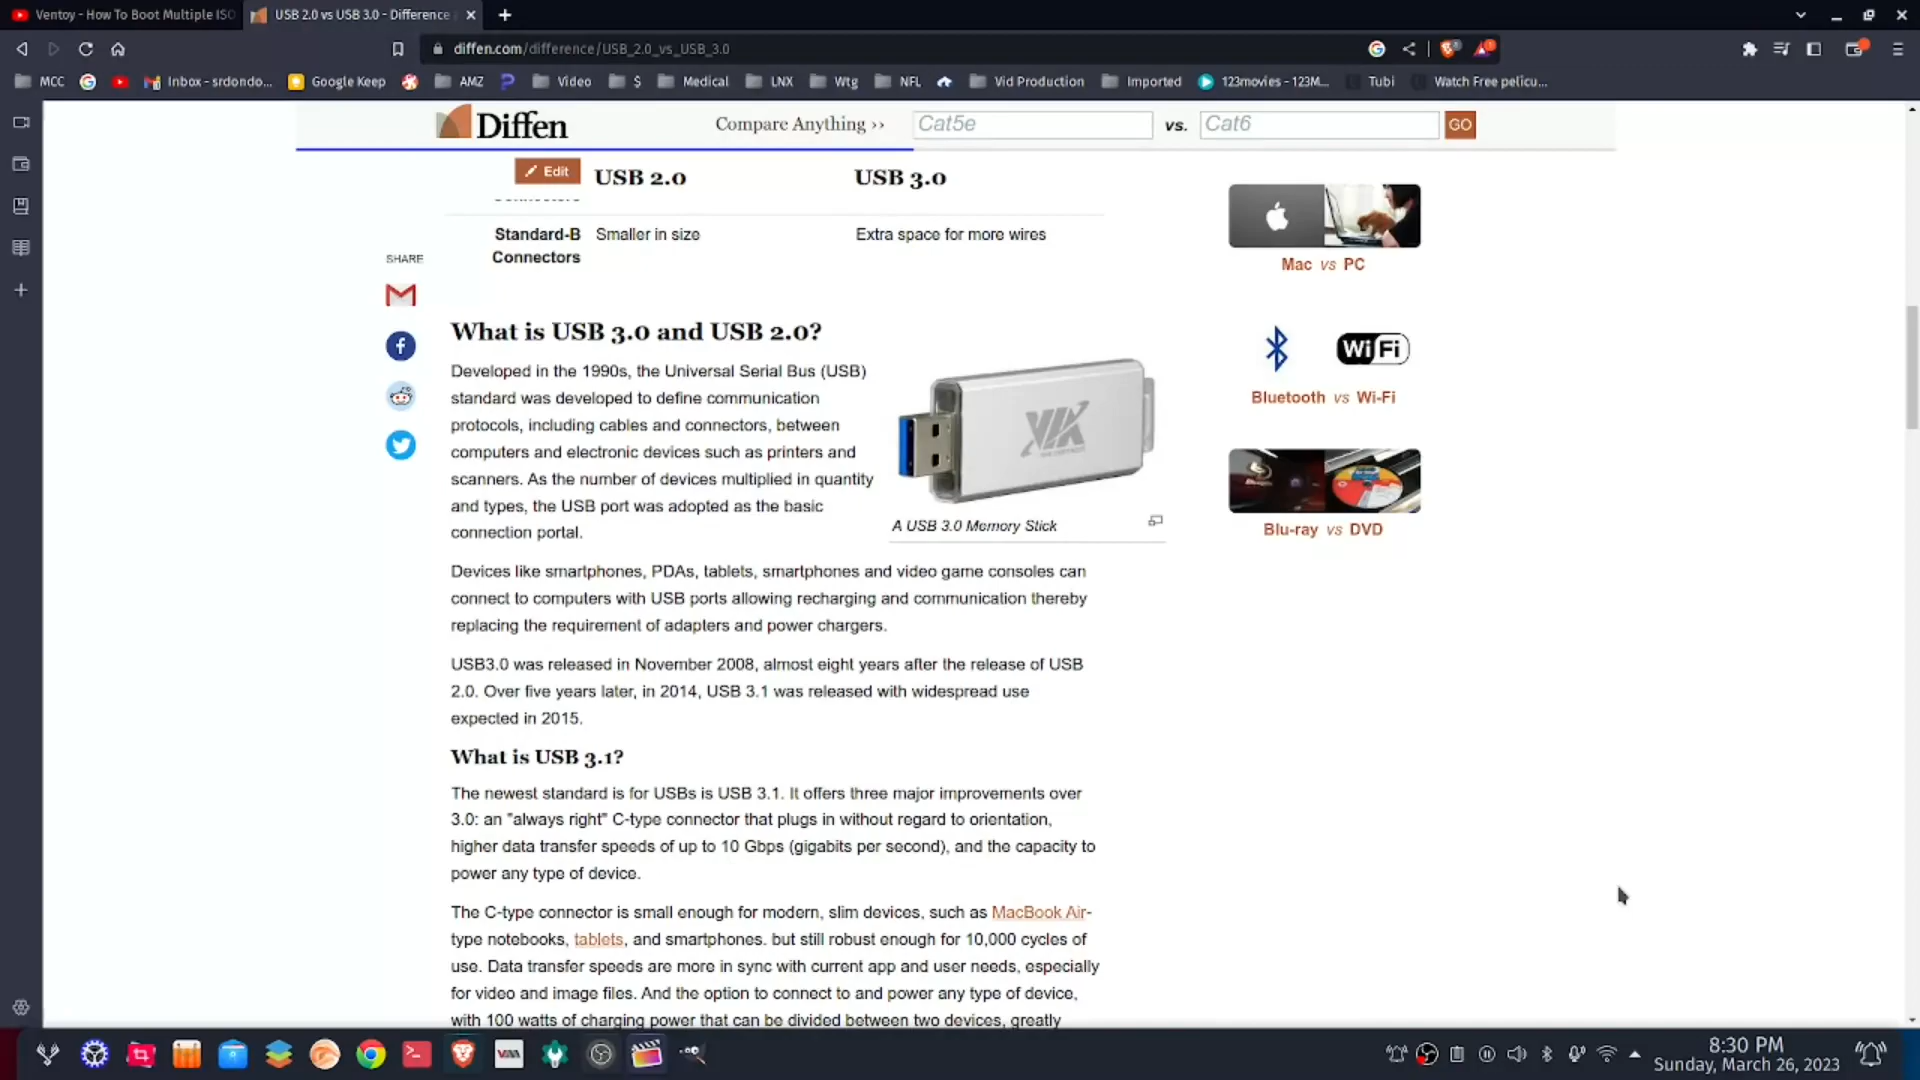 Ventoy - How To Boot Multiple ISO
USB 2.0 vs USB 3.0 - Difference
diffen.com/difference/USB_2.0_vs_USB_3.0
MCC
Inbox - srdondo...
Google Keep
AMZ
Video
$
Medical
LNX
Wtg
NFL
Vid Production
Imported
123movies - 123M...
Tubi
Watch Free pelicu...
Diffen
Compare Anything ››
Cat5e
vs.
Cat6
GO
Edit
USB 2.0
USB 3.0
Standard-B Connectors
Smaller in size
Extra space for more wires
SHARE
What is USB 3.0 and USB 2.0?
Developed in the 1990s, the Universal Serial Bus (USB)
standard was developed to define communication
protocols, including cables and connectors, between
computers and electronic devices such as printers and
scanners. As the number of devices multiplied in quantity
and types, the USB port was adopted as the basic
connection portal.
VIA
A USB 3.0 Memory Stick
Devices like smartphones, PDAs, tablets, smartphones and video game consoles can
connect to computers with USB ports allowing recharging and communication thereby
replacing the requirement of adapters and power chargers.
USB3.0 was released in November 2008, almost eight years after the release of USB
2.0. Over five years later, in 2014, USB 3.1 was released with widespread use
expected in 2015.
What is USB 3.1?
The newest standard is for USBs is USB 3.1. It offers three major improvements over
3.0: an "always right" C-type connector that plugs in without regard to orientation,
higher data transfer speeds of up to 10 Gbps (gigabits per second), and the capacity to
power any type of device.
The C-type connector is small enough for modern, slim devices, such as MacBook Air-
type notebooks, tablets, and smartphones. but still robust enough for 10,000 cycles of
use. Data transfer speeds are more in sync with current app and user needs, especially
for video and image files. And the option to connect to and power any type of device,
with 100 watts of charging power that can be divided between two devices, greatly
Mac vs PC
Wi Fi
Bluetooth vs Wi-Fi
Blu-ray vs DVD
8:30 PM
Sunday, March 26, 2023